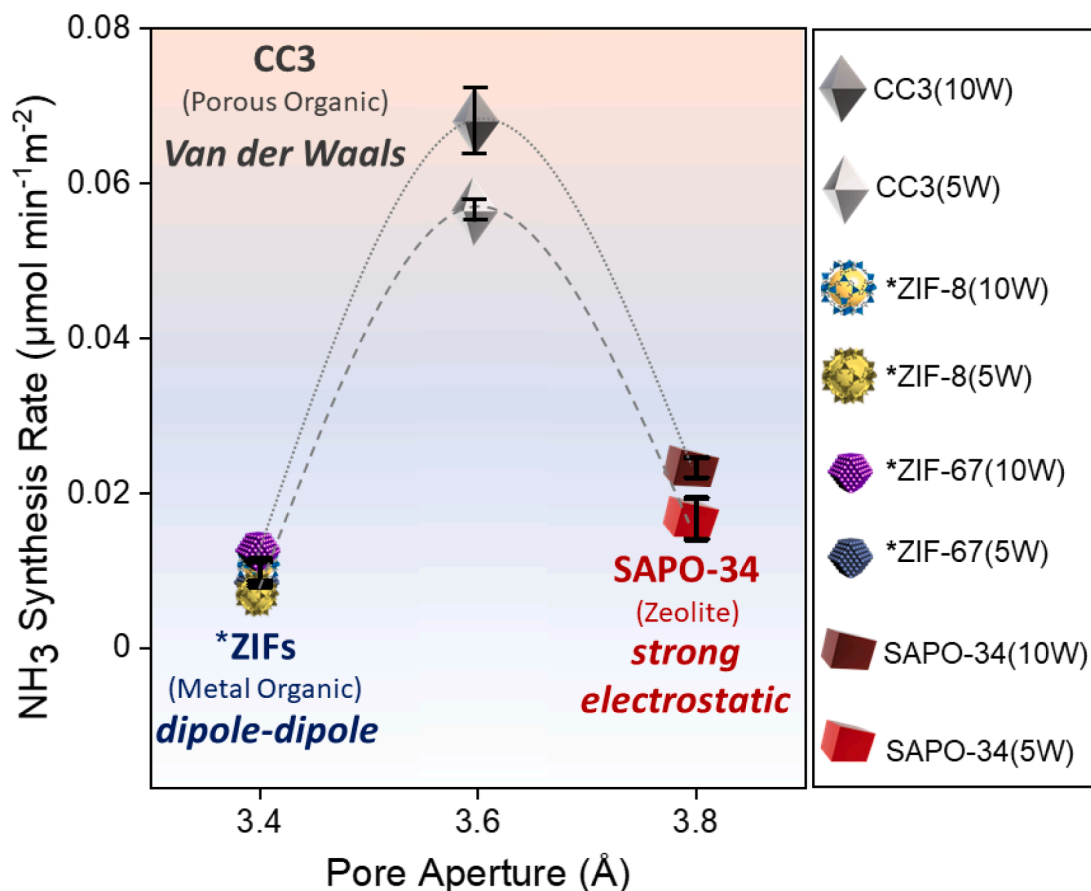 0.08
0.06
0.04
0.02
0
NH₃ Synthesis Rate (µmol min⁻¹m⁻²)
CC3
(Porous Organic)
Van der Waals
*ZIFs
(Metal Organic)
dipole-dipole
SAPO-34
(Zeolite)
strong
electrostatic
3.4 3.6 3.8
Pore Aperture (Å)
CC3(10W)
CC3(5W)
*ZIF-8(10W)
*ZIF-8(5W)
*ZIF-67(10W)
*ZIF-67(5W)
SAPO-34(10W)
SAPO-34(5W)